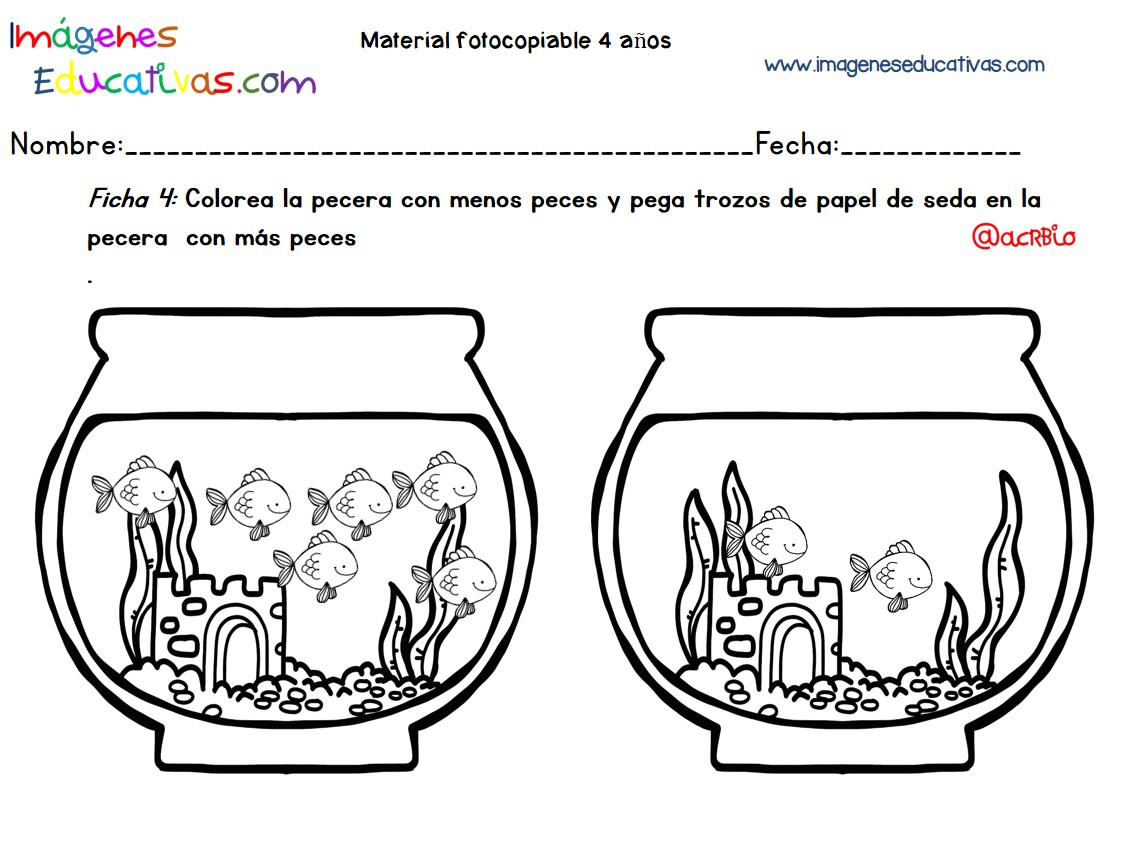 Imágenes
Educativas.com
Material fotocopiable 4 años
www.imageneseducativas.com
Nombre:_____________________________________________Fecha:_____________
Ficha 4: Colorea la pecera con menos peces y pega trozos de papel de seda en la
pecera con más peces
@acrbio
.